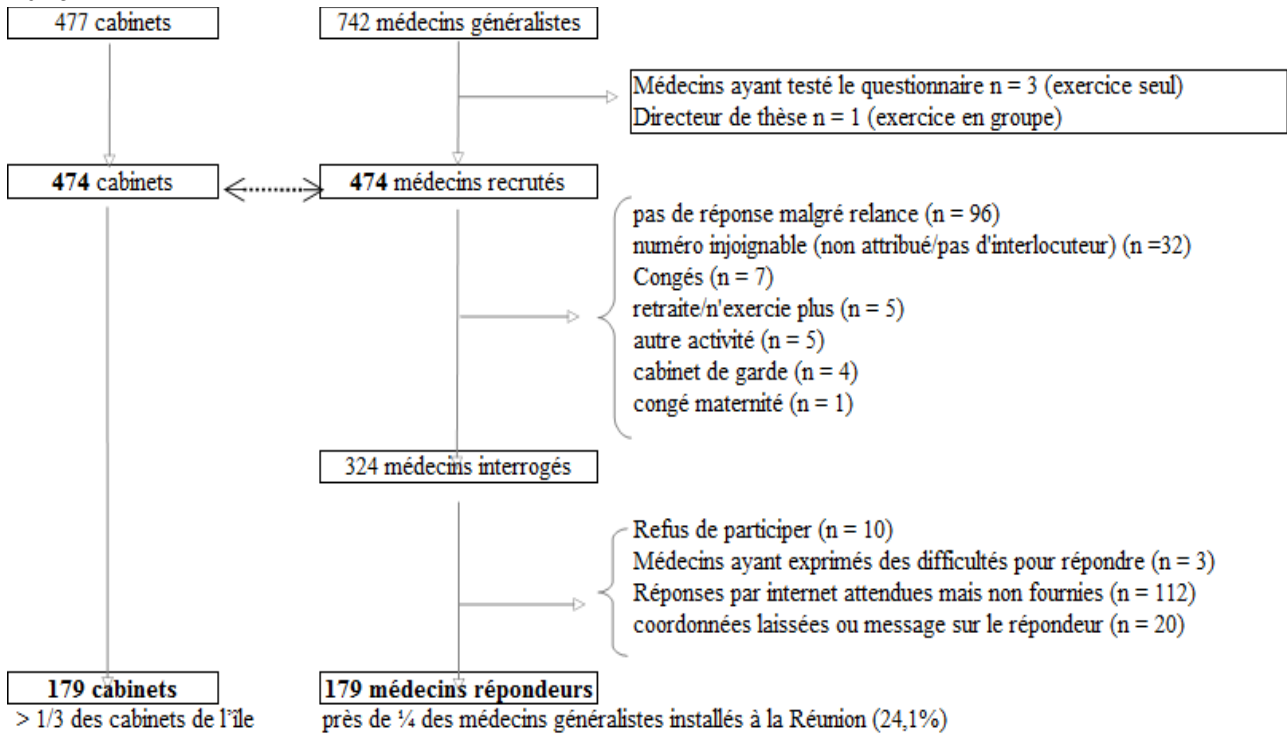 477 cabinets
742 médecins généralistes
Médecins ayant testé le questionnaire n = 3 (exercice seul)
Directeur de thèse n = 1 (exercice en groupe)
474 cabinets
474 médecins recrutés
pas de réponse malgré relance (n = 96)
numéro injoignable (non attribué/pas d'interlocuteur) (n =32)
Congés (n = 7)
retraite/n'exercie plus (n = 5)
autre activité (n = 5)
cabinet de garde (n = 4)
congé maternité (n = 1)
324 médecins interrogés
Refus de participer (n = 10)
Médecins ayant exprimés des difficultés pour répondre (n = 3)
Réponses par internet attendues mais non fournies (n = 112)
coordonnées laissées ou message sur le répondeur (n = 20)
179 cabinets
179 médecins répondeurs
> 1/3 des cabinets de l'île
près de ¼ des médecins généralistes installés à la Réunion (24,1%)